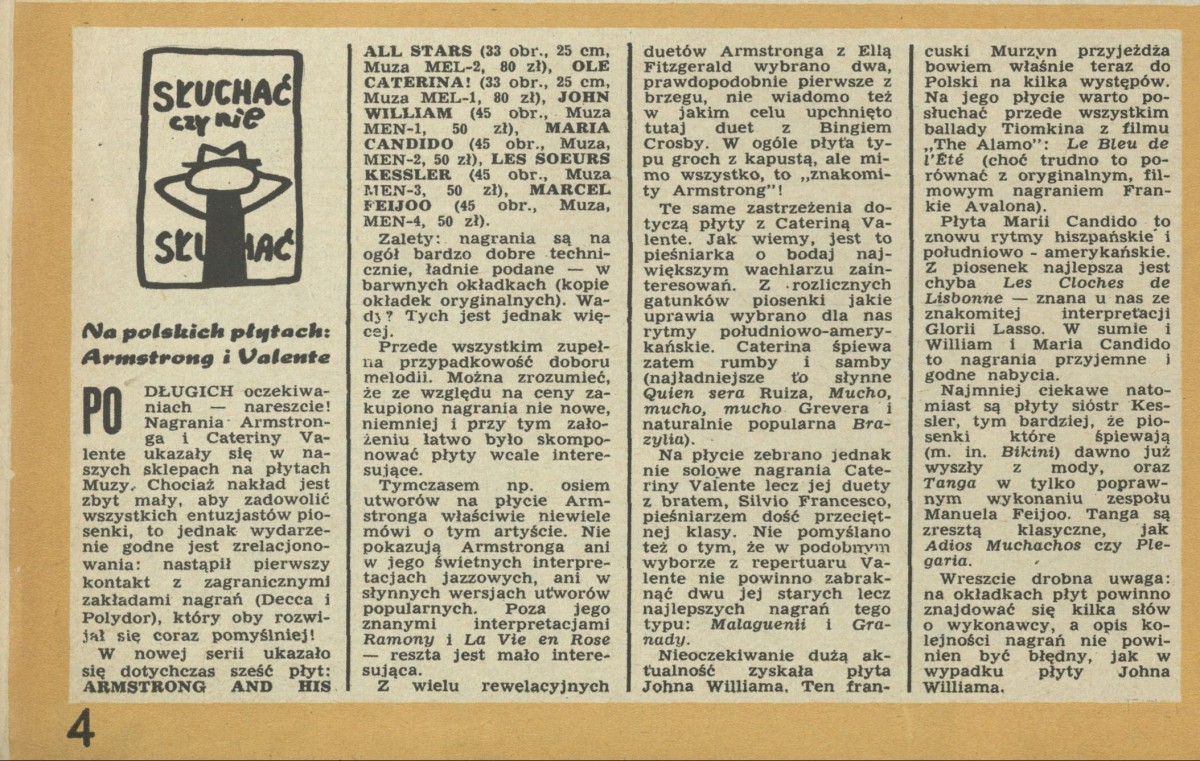 SŁUCHAĆ
czy nie
SŁUCHAĆ
Na polskich płytach:
Armstrong i Valente
PO DŁUGICH oczekiwa-
niach — nareszcie!
Nagrania Armstron-
ga i Cateriny Va-
lente ukazały się w na-
szych sklepach na płytach
Muzy. Chociaż nakład jest
zbyt mały, aby zadowolić
wszystkich entuzjastów pio-
senki, to jednak wydarze-
nie godne jest zrelacjono-
wania: nastąpił pierwszy
kontakt z zagranicznymi
zakładami nagrań (Decca i
Polydor), który oby rozwi-
jał się coraz pomyślniej!
W nowej serii ukazało
się dotychczas sześć płyt:
ARMSTRONG AND HIS
ALL STARS (33 obr., 25 cm,
Muza MEL-2, 80 zł), OLE
CATERINA! (33 obr., 25 cm,
Muza MEL-1, 80 zł), JOHN
WILLIAM (45 obr., Muza
MEN-1, 50 zł), MARIA
CANDIDO (45 obr., Muza,
MEN-2, 50 zł), LES SOEURS
KESSLER (45 obr., Muza
MEN-3, 50 zł), MARCEL
FEIJOO (45 obr., Muza,
MEN-4, 50 zł).
Zalety: nagrania są na
ogół bardzo dobre techni-
cznie, ładnie podane — w
barwnych okładkach (kopie
okładek oryginalnych). Wa-
dy? Tych jest jednak wię-
cej.
Przede wszystkim zupeł-
na przypadkowość doboru
melodii. Można zrozumieć,
że ze względu na ceny za-
kupiono nagrania nie nowe,
niemniej i przy tym zało-
żeniu łatwo było skompo-
nować płyty wcale intere-
sujące.
Tymczasem np. osiem
utworów na płycie Arm-
stronga właściwie niewiele
mówi o tym artyście. Nie
pokazują Armstronga ani
w jego świetnych interpre-
tacjach jazzowych, ani w
słynnych wersjach utworów
popularnych. Poza jego
znanymi interpretacjami
Ramony i La Vie en Rose
— reszta jest mało intere-
sująca.
Z wielu rewelacyjnych
duetów Armstronga z Ellą
Fitzgerald wybrano dwa,
prawdopodobnie pierwsze z
brzegu, nie wiadomo też
w jakim celu upchnięto
tutaj duet z Bingiem
Crosby. W ogóle płyta ty-
pu groch z kapustą, ale mi-
mo wszystko, to „znakomi-
ty Armstrong"!
Te same zastrzeżenia do-
tyczą płyty z Cateriną Va-
lente. Jak wiemy, jest to
pieśniarka o bodaj naj-
większym wachlarzu zain-
teresowań. Z rozlicznych
gatunków piosenki jakie
uprawia wybrano dla nas
rytmy południowo-amery-
kańskie. Caterina śpiewa
zatem rumby i samby
(najładniejsze to słynne
Quien sera Ruiza, Mucho,
mucho, mucho Grevera i
naturalnie popularna Bra-
zylia).
Na płycie zebrano jednak
nie solowe nagrania Cate-
riny Valente lecz jej duety
z bratem, Silvio Francesco,
pieśniarzem dość przecięt-
nej klasy. Nie pomyślano
też o tym, że w podobnym
wyborze z repertuaru Va-
lente nie powinno zabrak-
nąć dwu jej starych lecz
najlepszych nagrań tego
typu: Malaguenii i Gra-
nady.
Nieoczekiwanie dużą ak-
tualność zyskała płyta
Johna Williama. Ten fran-
cuski Murzyn przyjeżdża
bowiem właśnie teraz do
Polski na kilka występów.
Na jego płycie warto po-
słuchać przede wszystkim
ballady Tiomkina z filmu
„The Alamo": Le Bleu de
l'Été (choć trudno to po-
równać z oryginalnym, fil-
mowym nagraniem Fran-
kie Avalona).
Płyta Marii Candido to
znowu rytmy hiszpańskie i
południowo - amerykańskie.
Z piosenek najlepsza jest
chyba Les Cloches de
Lisbonne — znana u nas ze
znakomitej interpretacji
Glorii Lasso. W sumie i
William i Maria Candido
to nagrania przyjemne i
godne nabycia.
Najmniej ciekawe nato-
miast są płyty sióstr Kes-
sler, tym bardziej, że pio-
senki które śpiewają
(m. in. Bikini) dawno już
wyszły z mody, oraz
Tanga w tylko popraw-
nym wykonaniu zespołu
Manuela Feijoo. Tanga są
zresztą klasyczne, jak
Adios Muchachos czy Ple-
garia.
Wreszcie drobna uwaga:
na okładkach płyt powinno
znajdować się kilka słów
o wykonawcy, a opis ko-
lejności nagrań nie powi-
nien być błędny, jak w
wypadku płyty Johna
Williama.
4